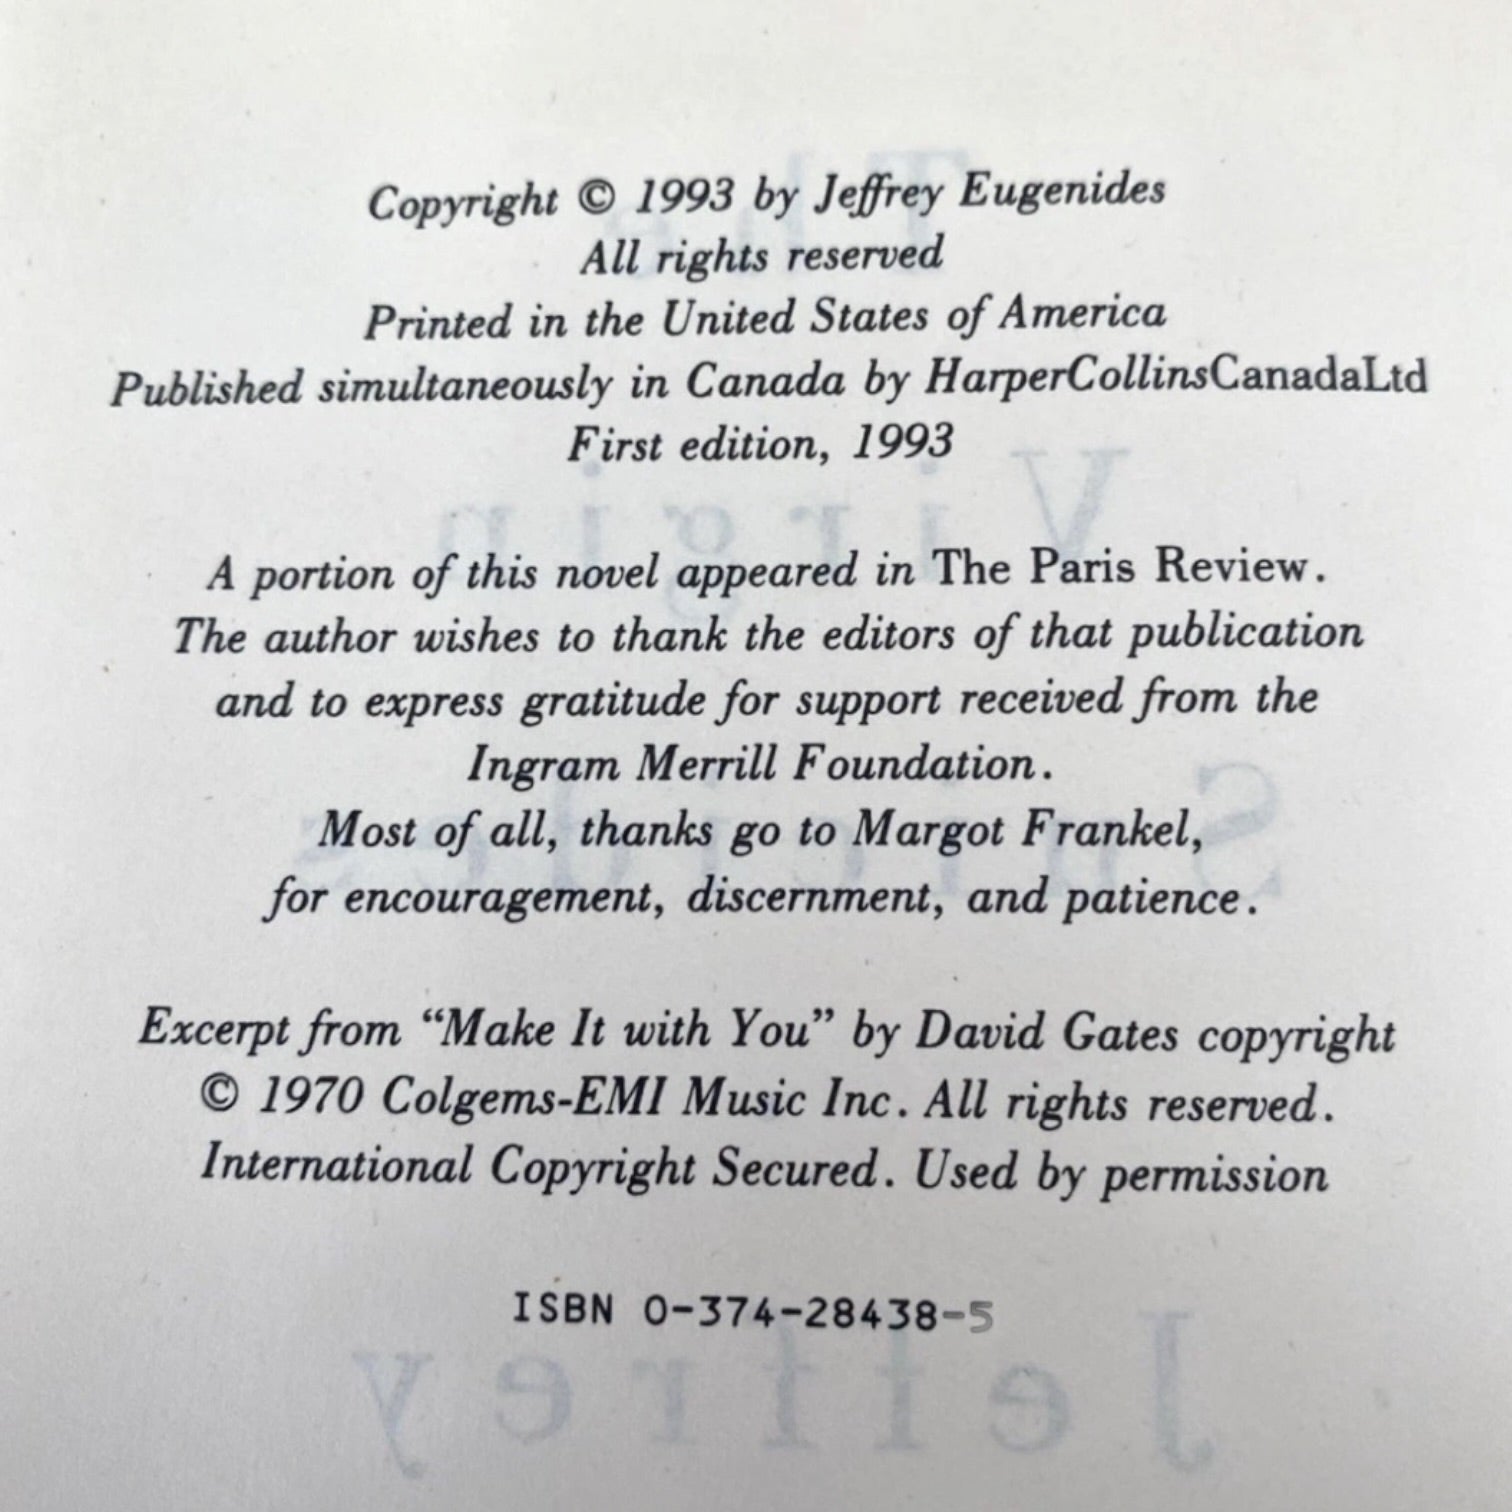 Copyright © 1993 by Jeffrey Eugenides
All rights reserved
Printed in the United States of America
Published simultaneously in Canada by HarperCollinsCanadaLtd
First edition, 1993
A portion of this novel appeared in The Paris Review.
The author wishes to thank the editors of that publication
and to express gratitude for support received from the
Ingram Merrill Foundation.
Most of all, thanks go to Margot Frankel,
for encouragement, discernment, and patience.
Excerpt from “Make It with You” by David Gates copyright
© 1970 Colgems-EMI Music Inc. All rights reserved.
International Copyright Secured. Used by permission
ISBN 0-374-28438-5